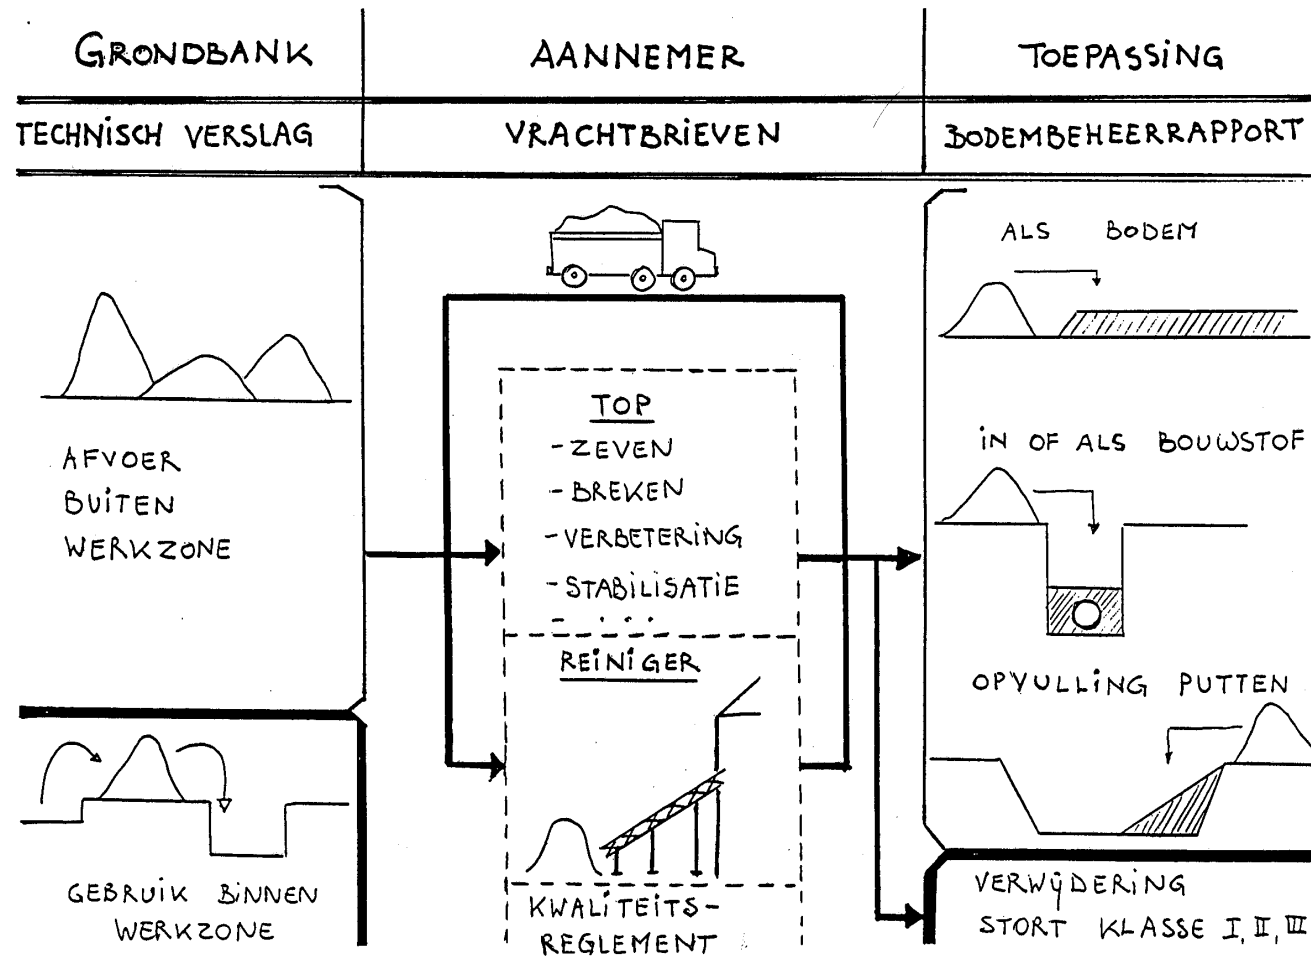 GRONDBANK
AANNEMER
TOEPASSING
TECHNISCH VERSLAG
VRACHTBRIEVEN
BODEMBEHEERRAPPORT
AFVOER
BUITEN
WERKZONE
GEBRUIK BINNEN
WERKZONE
TOP
- ZEVEN
- BREKEN
- VERBETERING
- STABILISATIE
- ....
REINIGER
KWALITEITS-
REGLEMENT
ALS BODEM
IN OF ALS BOUWSTOF
OPVULLING PUTTEN
VERWIJDERING
STORT KLASSE I, II, III